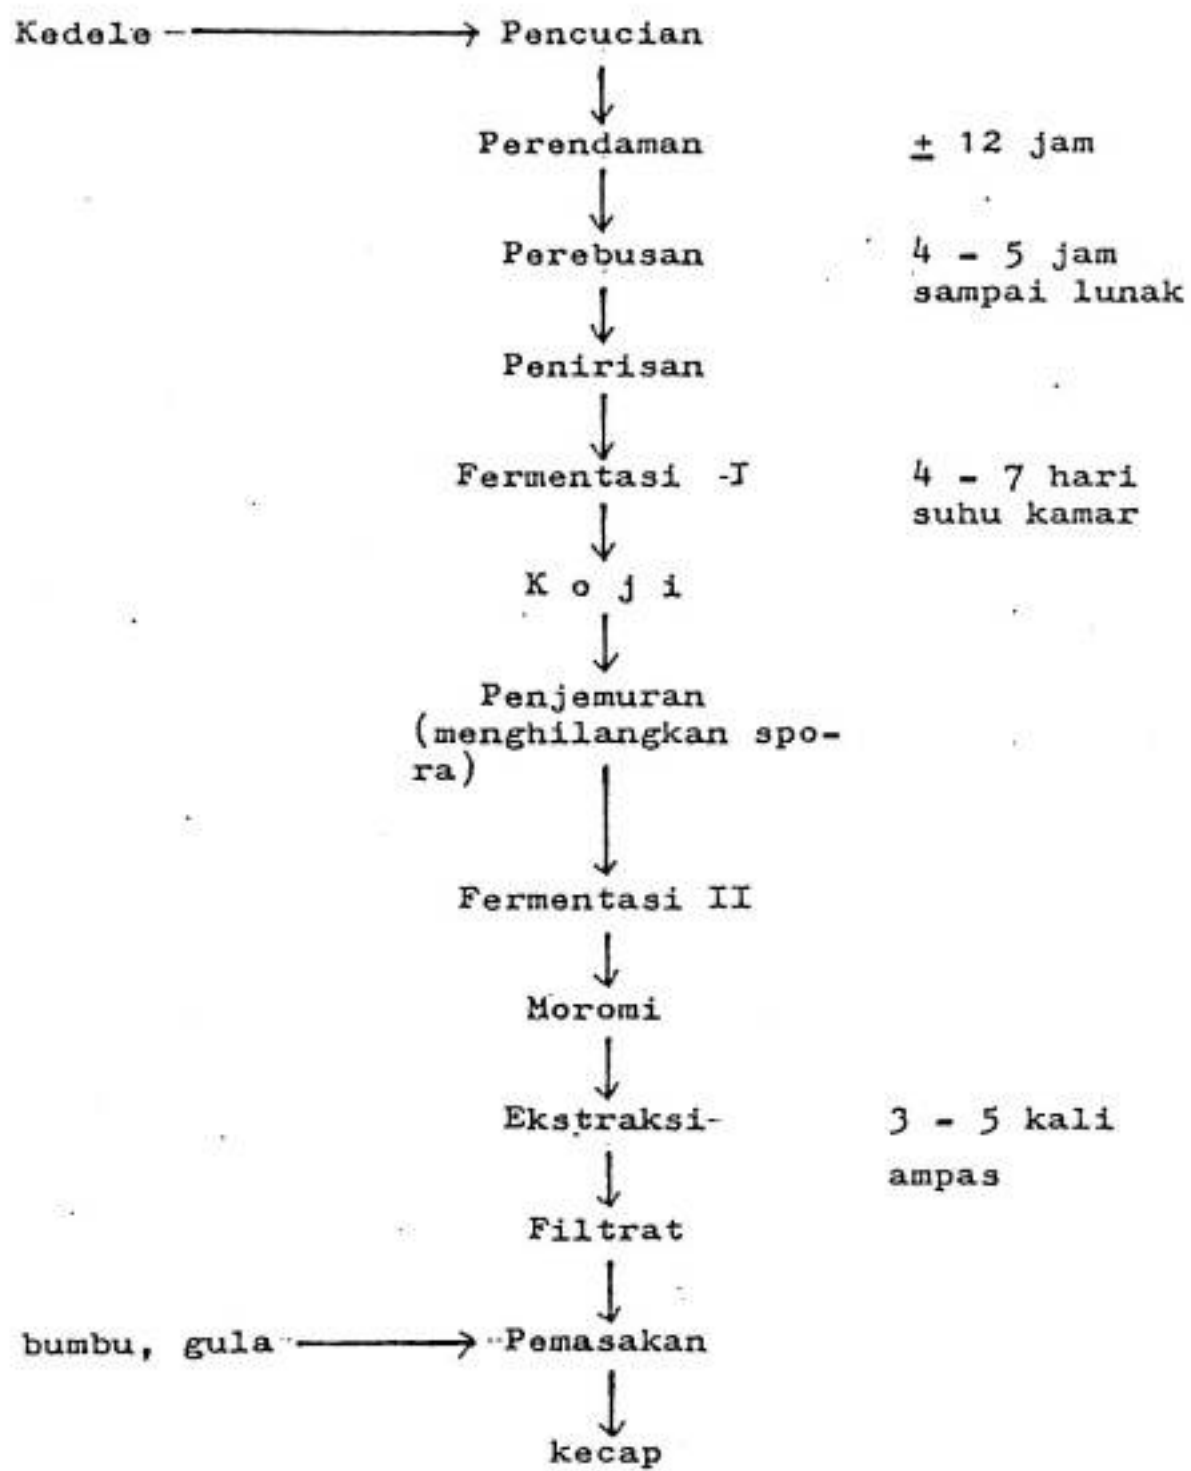 Kedele → Pencucian
Perendaman ± 12 jam
Perebusan 4 - 5 jam
sampai lunak
Penirisan
Fermentasi -I 4 - 7 hari
suhu kamar
K o j i
Penjemuran
(menghilangkan spo-
ra)
Fermentasi II
Moromi
Ekstraksi- 3 - 5 kali
ampas
Filtrat
bumbu, gula → Pemasakan
kecap